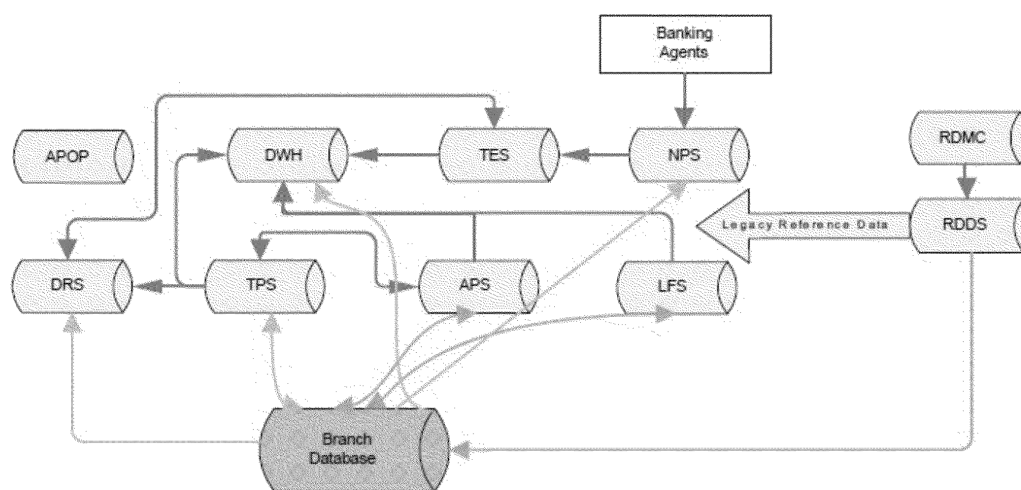 Banking
Agents
APOP
DWH
TES
NPS
RDMC
Legacy Reference Data
RDDS
DRS
TPS
APS
LFS
Branch
Database